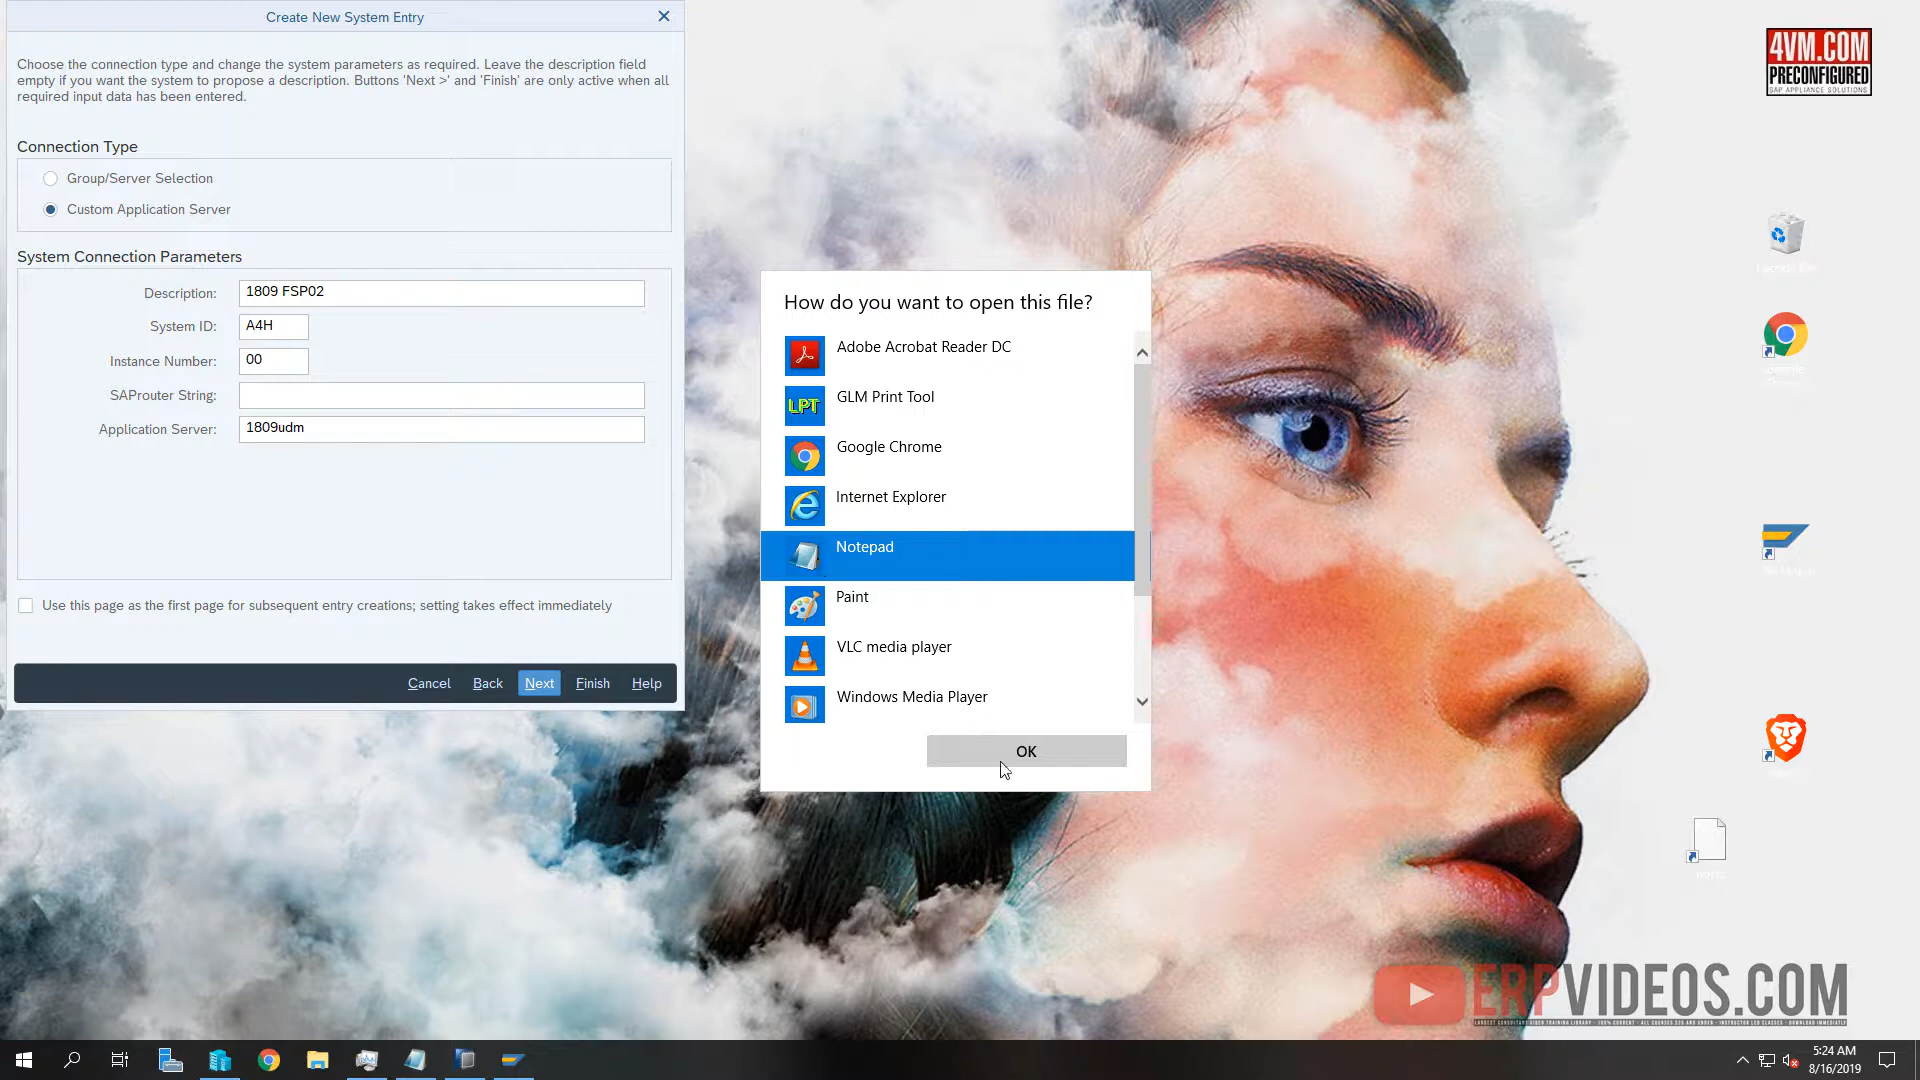 Create New System Entry
Choose the connection type and change the system parameters as required. Leave the description field
empty if you want the system to propose a description. Buttons 'Next >' and 'Finish' are only active when all
required input data has been entered.
Connection Type
Group/Server Selection
Custom Application Server
System Connection Parameters
Description: 1809 FSP02
System ID: A4H
Instance Number: 00
SAProuter String:
Application Server: 1809udm
Use this page as the first page for subsequent entry creations; setting takes effect immediately
Cancel Back Next Finish Help
How do you want to open this file?
Adobe Acrobat Reader DC
LPT
GLM Print Tool
Google Chrome
Internet Explorer
Notepad
Paint
VLC media player
Windows Media Player
OK
4VM.COM
PRECONFIGURED
SAP APPLIANCE SOLUTIONS
ERPVIDEOS.COM
5:24 AM
8/16/2019